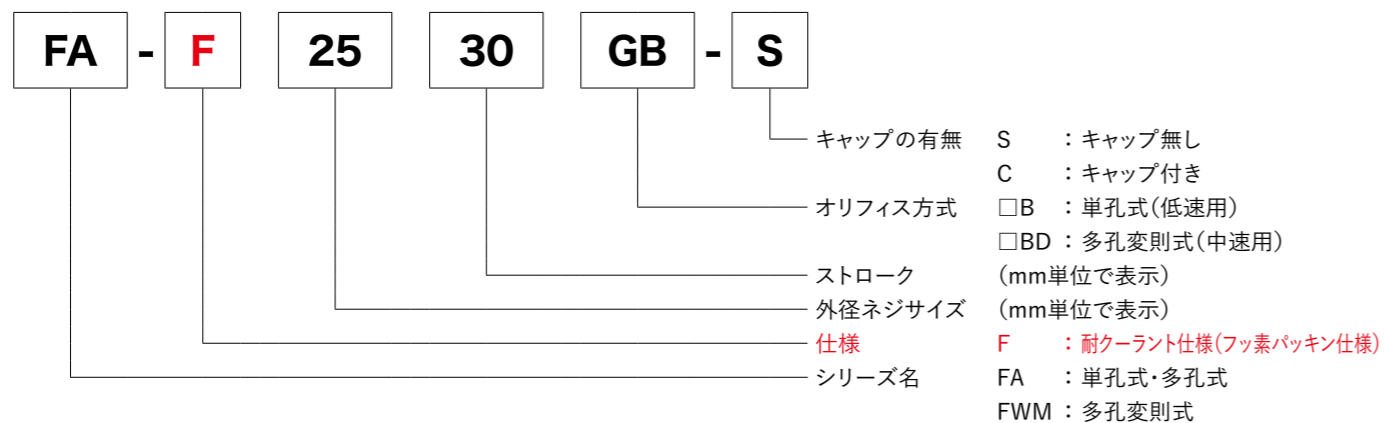 FA - F 25 30 GB - S
キャップの有無 S : キャップ無し
C : キャップ付き
オリフィス方式 □B : 単孔式(低速用)
□BD : 多孔変則式(中速用)
ストローク (mm単位で表示)
外径ネジサイズ (mm単位で表示)
仕様 F : 耐クーラント仕様(フッ素パッキン仕様)
シリーズ名 FA : 単孔式・多孔式
FWM : 多孔変則式